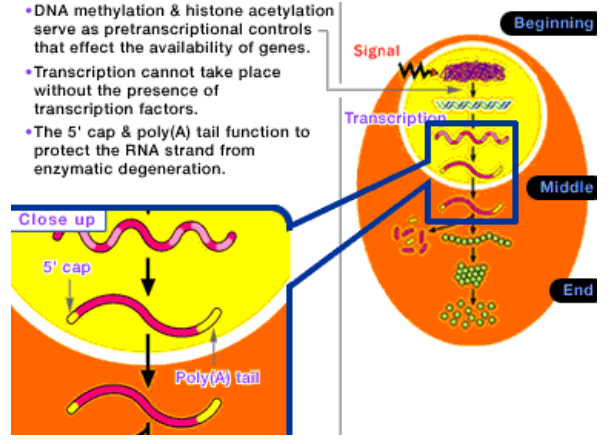 •DNA methylation & histone acetylation
serve as pretranscriptional controls
that effect the availability of genes.
•Transcription cannot take place
without the presence of
transcription factors.
•The 5' cap & poly(A) tail function to
protect the RNA strand from
enzymatic degeneration.
Beginning
Signal
Transcription
Middle
End
Close up
5' cap
Poly(A) tail